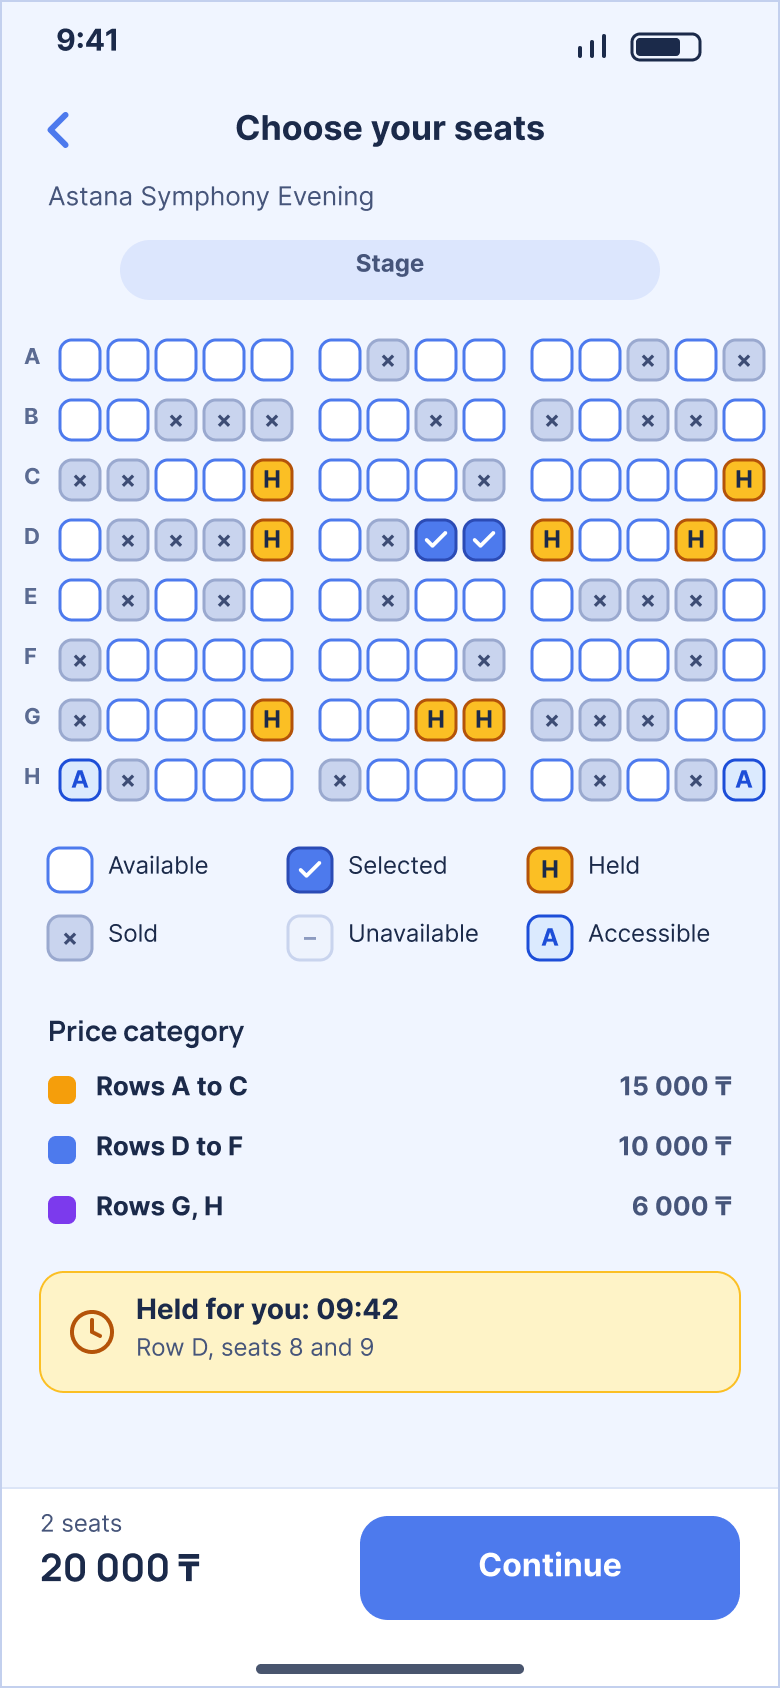 9:41
Choose your seats
Astana Symphony Evening
Stage
A × × ×
B × × × × × × ×
C × × H × H
D × × × H × H H
E × × × × × ×
F × × ×
G × H H H × × ×
H A × × × × A
Available Selected H Held
× Sold – Unavailable A Accessible
Price category
Rows A to C 15 000 ₸
Rows D to F 10 000 ₸
Rows G, H 6 000 ₸
Held for you: 09:42
Row D, seats 8 and 9
2 seats
20 000 ₸
Continue